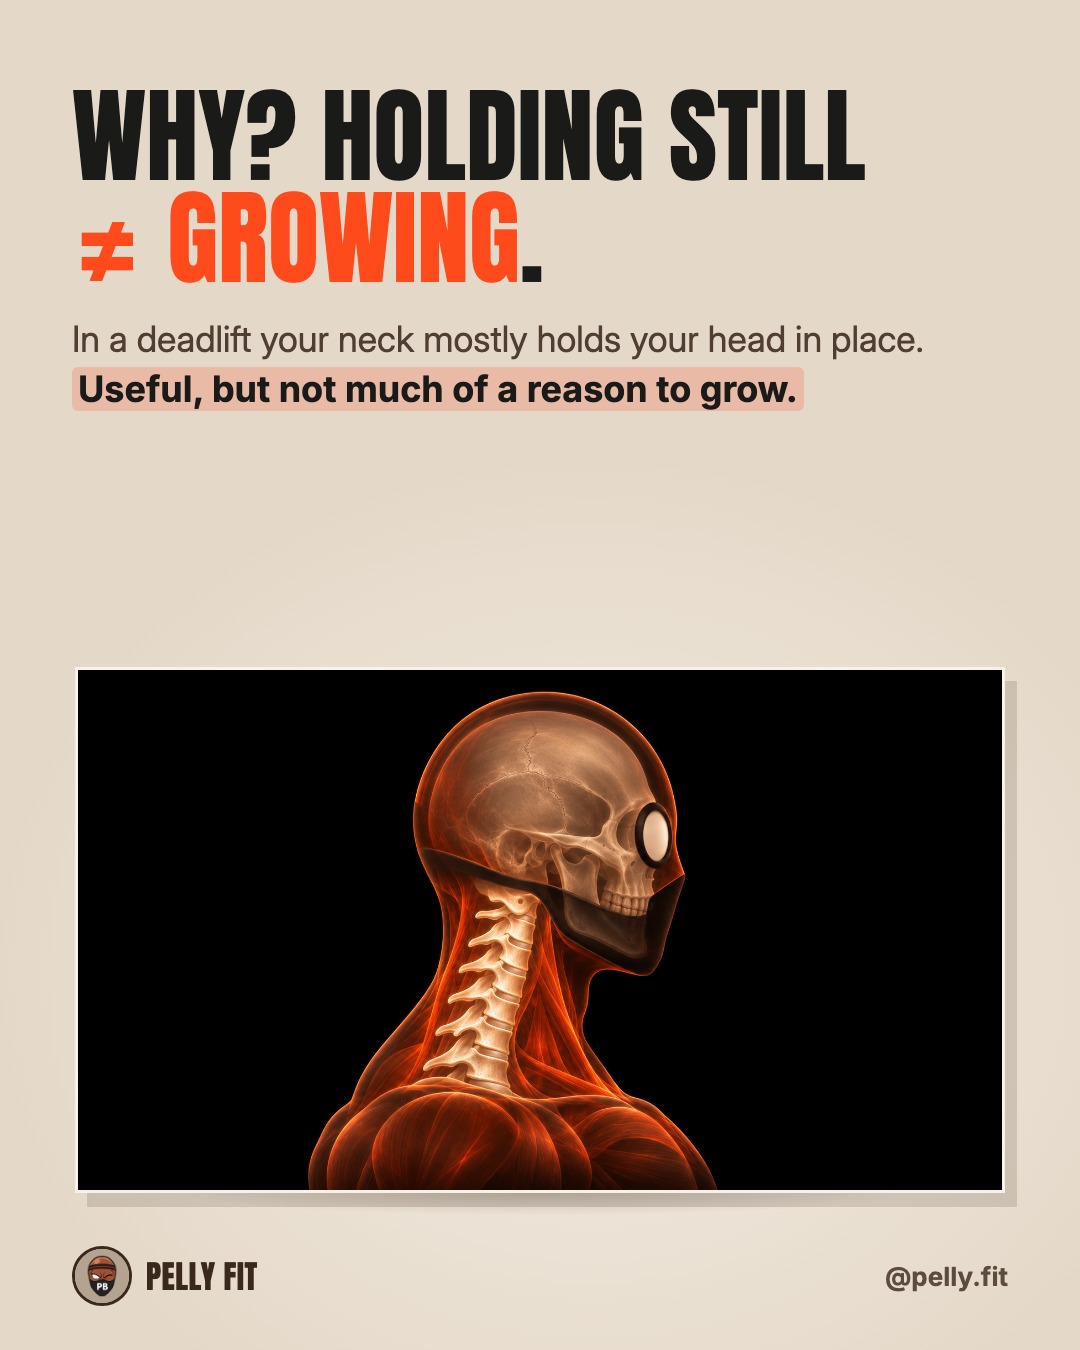 WHY? HOLDING STILL
≠ GROWING.
In a deadlift your neck mostly holds your head in place.
Useful, but not much of a reason to grow.
PB
PELLY FIT
@pelly.fit